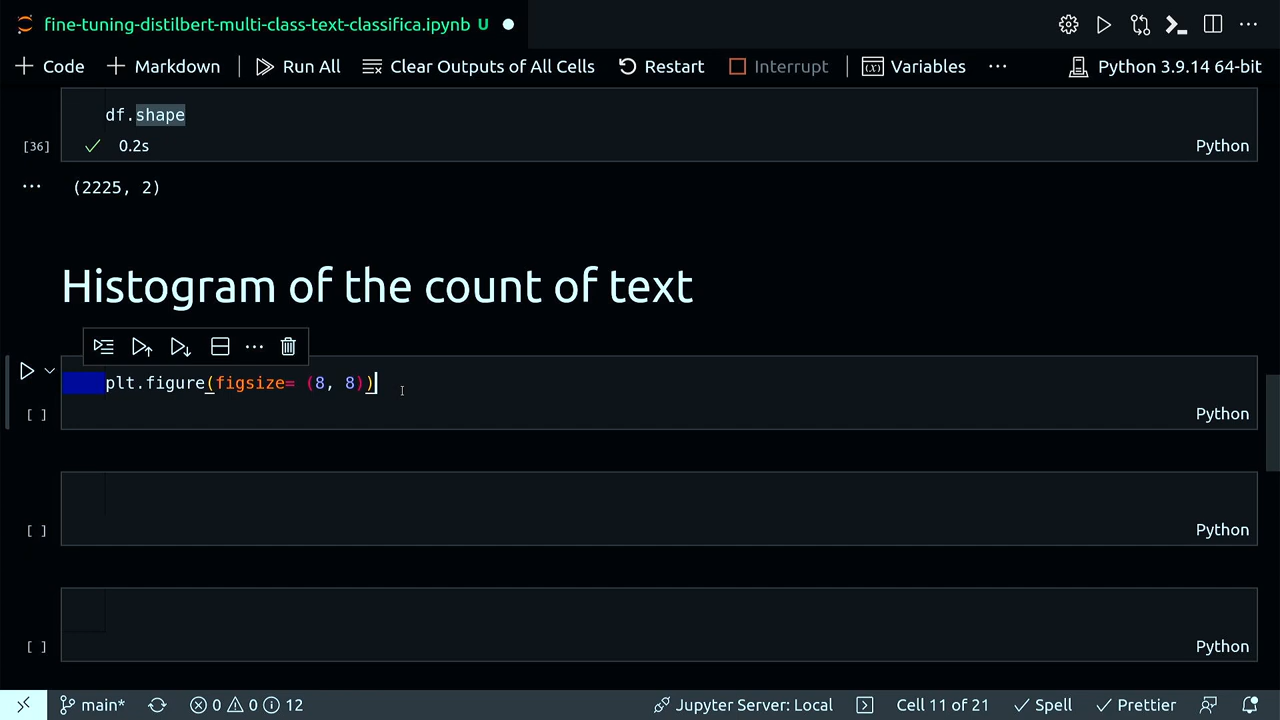 fine-tuning-distilbert-multi-class-text-classifica.ipynb U
Code Markdown Run All Clear Outputs of All Cells Restart Interrupt Variables ... Python 3.9.14 64-bit
df.shape
[36] 0.2s Python
... (2225, 2)
Histogram of the count of text
plt.figure(figsize= (8, 8))
[ ] Python
[ ] Python
[ ] Python
main* 0 0 12 Jupyter Server: Local Cell 11 of 21 Spell Prettier